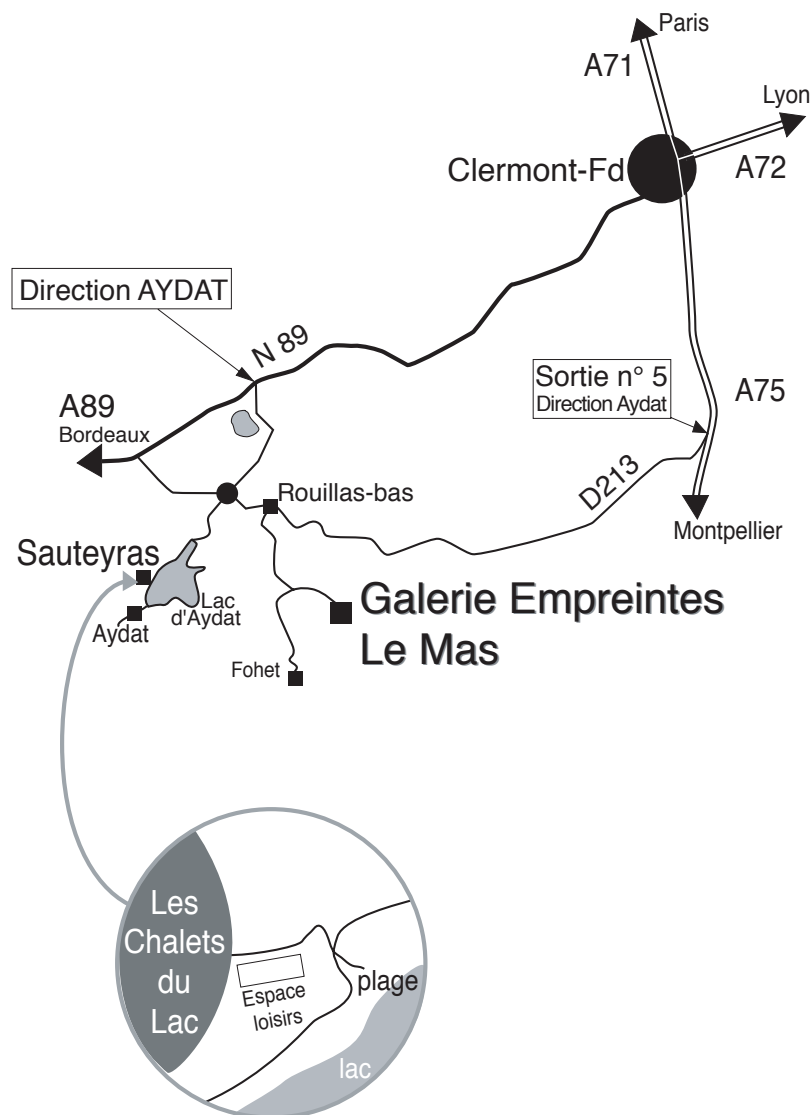 Paris
A71
Lyon
Clermont-Fd
A72
Direction AYDAT
N 89
Sortie n° 5
Direction Aydat
A75
A89
Bordeaux
Rouillas-bas
D213
Montpellier
Sauteyras
Lac
d'Aydat
Aydat
Galerie Empreintes
Le Mas
Fohet
Les
Chalets
du
Lac
plage
Espace
loisirs
lac